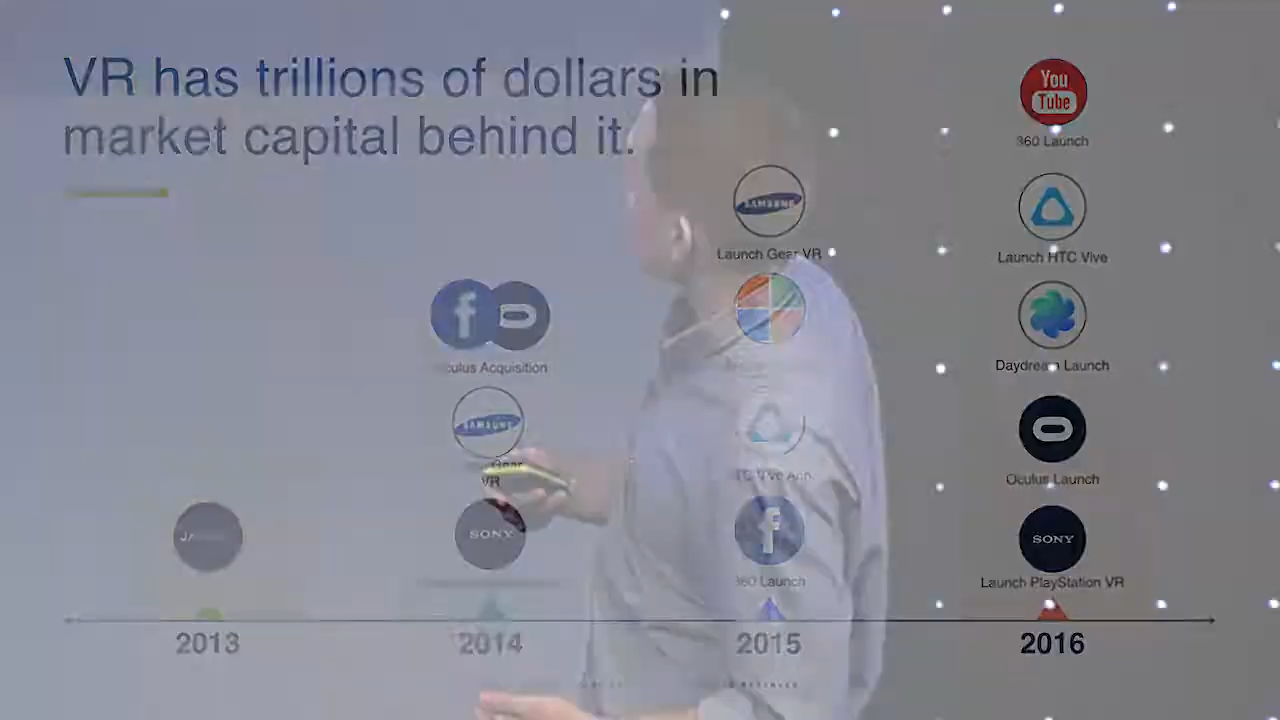 VR has trillions of dollars in
market capital behind it.
You
Tube
360 Launch
SAMSUNG
Launch Gear VR
Launch HTC Vive
f
Acquisition
Daydream Launch
SAMSUNG
Gear
VR
Oculus Launch
SONY
f
SONY
360 Launch
Launch PlayStation VR
2013
2014
2015
2016